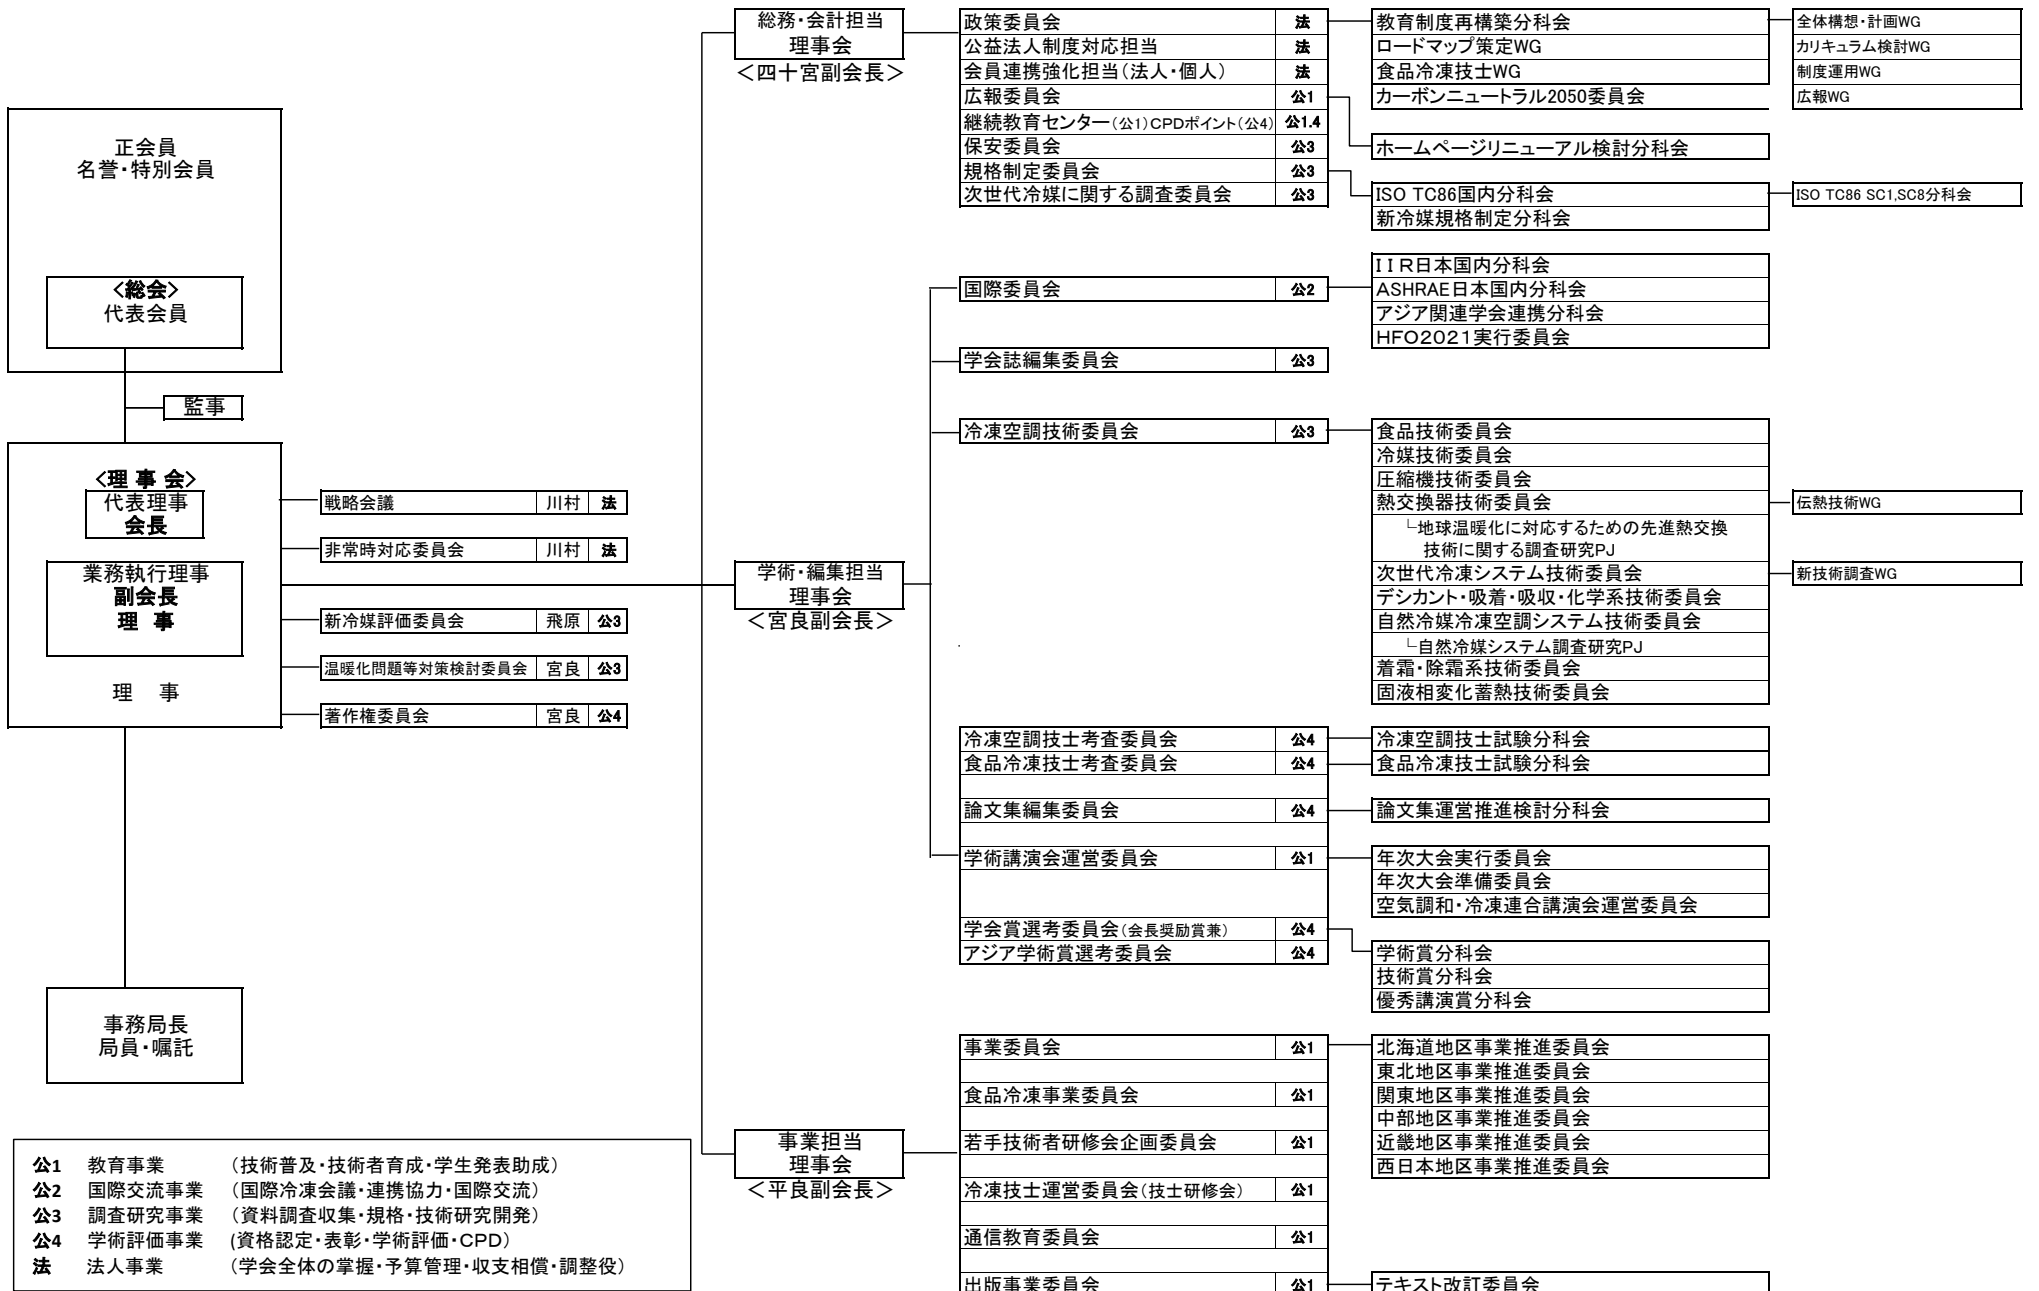 正会員
名誉・特別会員
<総会>
代表会員
監事
<理 事 会>
代表理事
会長
業務執行理事
副会長
理 事
理 事
事務局長
局員・嘱託
戦略会議 川村 法
非常時対応委員会 川村 法
新冷媒評価委員会 飛原 公3
温暖化問題等対策検討委員会 宮良 公3
著作権委員会 宮良 公4
総務・会計担当
理事会
＜四十宮副会長＞
政策委員会 法
公益法人制度対応担当 法
会員連携強化担当(法人・個人) 法
広報委員会 公1
継続教育センター(公1)CPDポイント(公4) 公1.4
保安委員会 公3
規格制定委員会 公3
次世代冷媒に関する調査委員会 公3
教育制度再構築分科会
ロードマップ策定WG
食品冷凍技士WG
カーボンニュートラル2050委員会
ホームページリニューアル検討分科会
ISO TC86国内分科会
新冷媒規格制定分科会
全体構想・計画WG
カリキュラム検討WG
制度運用WG
広報WG
ISO TC86 SC1,SC8分科会
学術・編集担当
理事会
＜宮良副会長＞
国際委員会 公2
学会誌編集委員会 公3
冷凍空調技術委員会 公3
ＩＩＲ日本国内分科会
ASHRAE日本国内分科会
アジア関連学会連携分科会
HFO2021実行委員会
食品技術委員会
冷媒技術委員会
圧縮機技術委員会
熱交換器技術委員会
└地球温暖化に対応するための先進熱交換
技術に関する調査研究PJ
次世代冷凍システム技術委員会
デシカント・吸着・吸収・化学系技術委員会
自然冷媒冷凍空調システム技術委員会
└自然冷媒システム調査研究PJ
着霜・除霜系技術委員会
固液相変化蓄熱技術委員会
伝熱技術WG
新技術調査WG
冷凍空調技士考査委員会 公4
食品冷凍技士考査委員会 公4
論文集編集委員会 公4
学術講演会運営委員会 公1
学会賞選考委員会(会長奨励賞兼) 公4
アジア学術賞選考委員会 公4
冷凍空調技士試験分科会
食品冷凍技士試験分科会
論文集運営推進検討分科会
年次大会実行委員会
年次大会準備委員会
空気調和・冷凍連合講演会運営委員会
学術賞分科会
技術賞分科会
優秀講演賞分科会
事業担当
理事会
＜平良副会長＞
事業委員会 公1
食品冷凍事業委員会 公1
若手技術者研修会企画委員会 公1
冷凍技士運営委員会(技士研修会) 公1
通信教育委員会 公1
出版事業委員会 公1
北海道地区事業推進委員会
東北地区事業推進委員会
関東地区事業推進委員会
中部地区事業推進委員会
近畿地区事業推進委員会
西日本地区事業推進委員会
テキスト改訂委員会
公1 教育事業 (技術普及・技術者育成・学生発表助成)
公2 国際交流事業 (国際冷凍会議・連携協力・国際交流)
公3 調査研究事業 (資料調査収集・規格・技術研究開発)
公4 学術評価事業 (資格認定・表彰・学術評価・CPD)
法 法人事業 (学会全体の掌握・予算管理・収支相償・調整役)